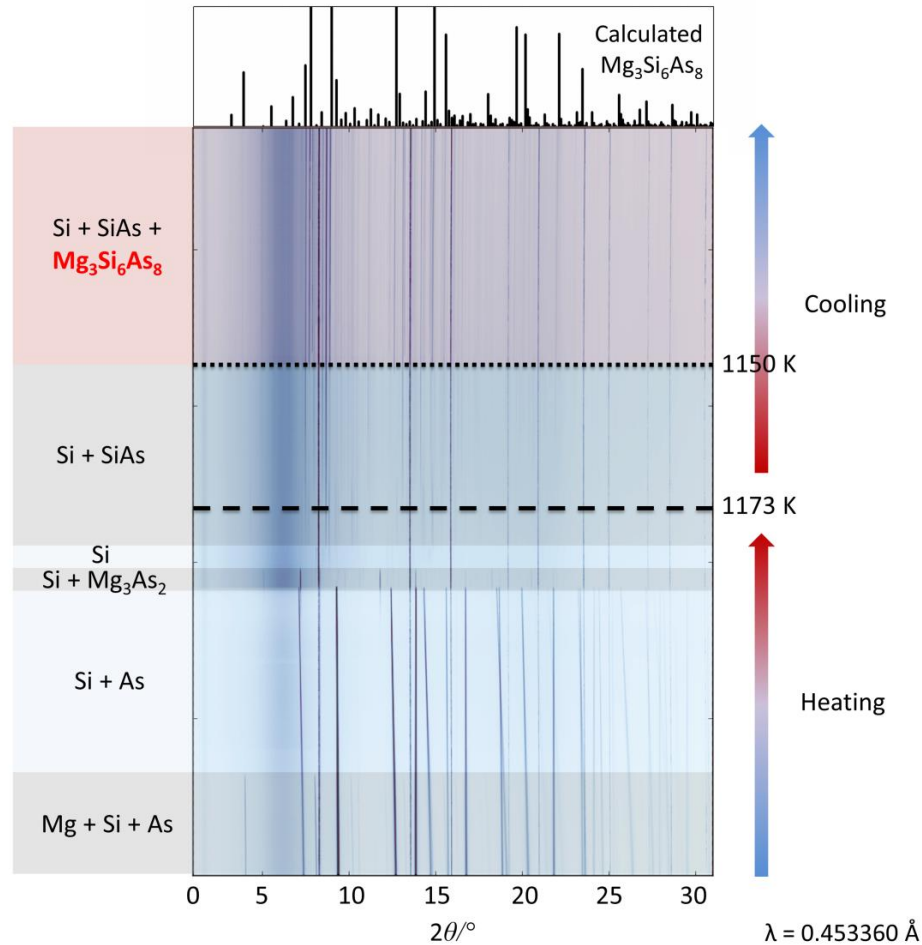 Calculated
Mg₃Si₆As₈
Si + SiAs +
Mg₃Si₆As₈
Cooling
1150 K
Si + SiAs
1173 K
Si
Si + Mg₃As₂
Si + As
Heating
Mg + Si + As
0 5 10 15 20 25 30
2θ/°
λ = 0.453360 Å